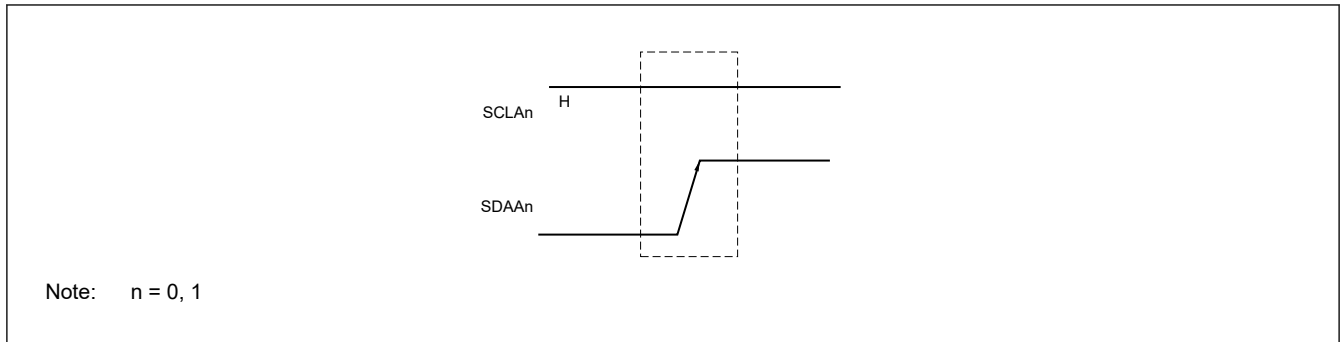 H
SCLAn
SDAAn
Note: n = 0, 1